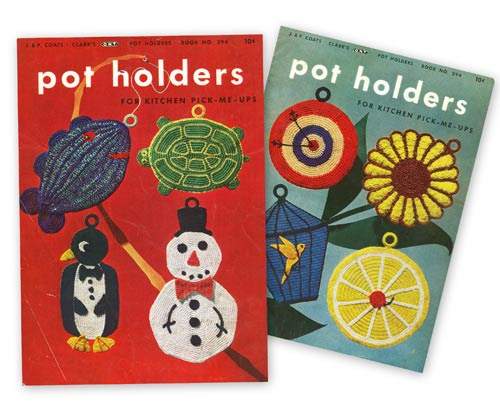 J. & P. COATS • CLARK'S O.N.T. POT HOLDERS BOOK NO. 294 10¢
pot holders
FOR KITCHEN PICK-ME-UPS
J. & P. COATS • CLARK'S O.N.T. POT HOLDERS BOOK NO. 294 10¢
pot holders
FOR KITCHEN PICK-ME-UPS